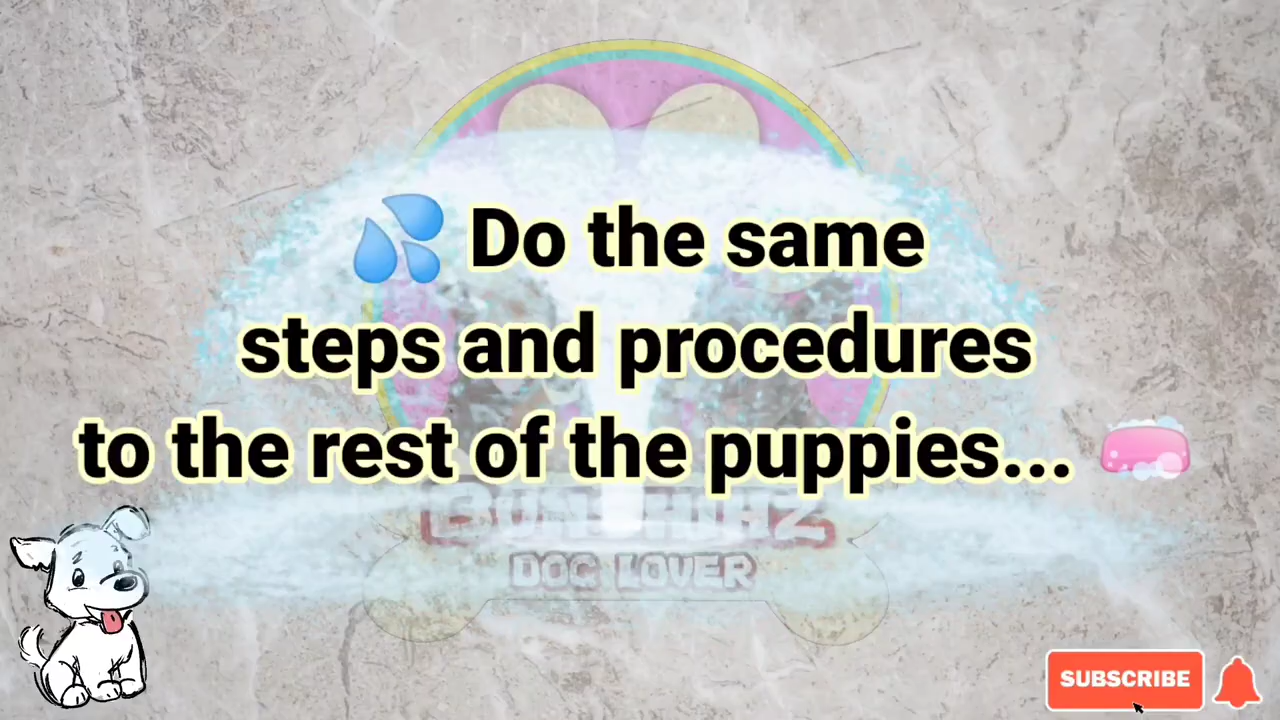 💦 Do the same
steps and procedures
to the rest of the puppies... 🧼
DOG LOVER
SUBSCRIBE